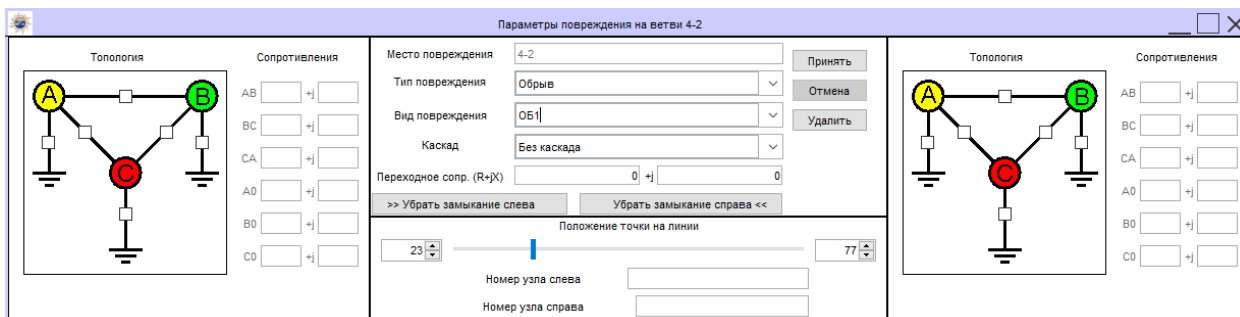 Параметры повреждения на ветви 4-2
Топология
Сопротивления
A
B
C
AB +j
BC +j
CA +j
A0 +j
B0 +j
C0 +j
Место повреждения 4-2
Тип повреждения Обрыв
Вид повреждения ОБ1
Каскад Без каскада
Переходное сопр. (R+jX) 0 +j 0
>> Убрать замыкание слева
Убрать замыкание справа <<
Принять
Отмена
Удалить
Положение точки на линии
23
77
Номер узла слева
Номер узла справа
Топология
Сопротивления
A
B
C
AB +j
BC +j
CA +j
A0 +j
B0 +j
C0 +j